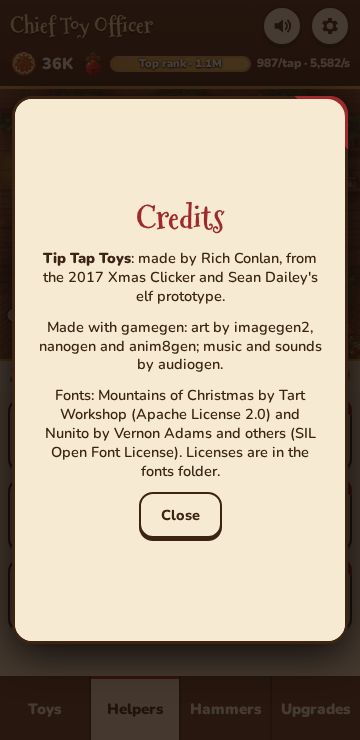 Chief Toy Officer
36K
Top rank · 1.1M
987/tap · 5,582/s
Credits
Tip Tap Toys: made by Rich Conlan, from
the 2017 Xmas Clicker and Sean Dailey's
elf prototype.
Made with gamegen: art by imagegen2,
nanogen and anim8gen; music and sounds
by audiogen.
Fonts: Mountains of Christmas by Tart
Workshop (Apache License 2.0) and
Nunito by Vernon Adams and others (SIL
Open Font License). Licenses are in the
fonts folder.
Close
Toys
Helpers
Hammers
Upgrades